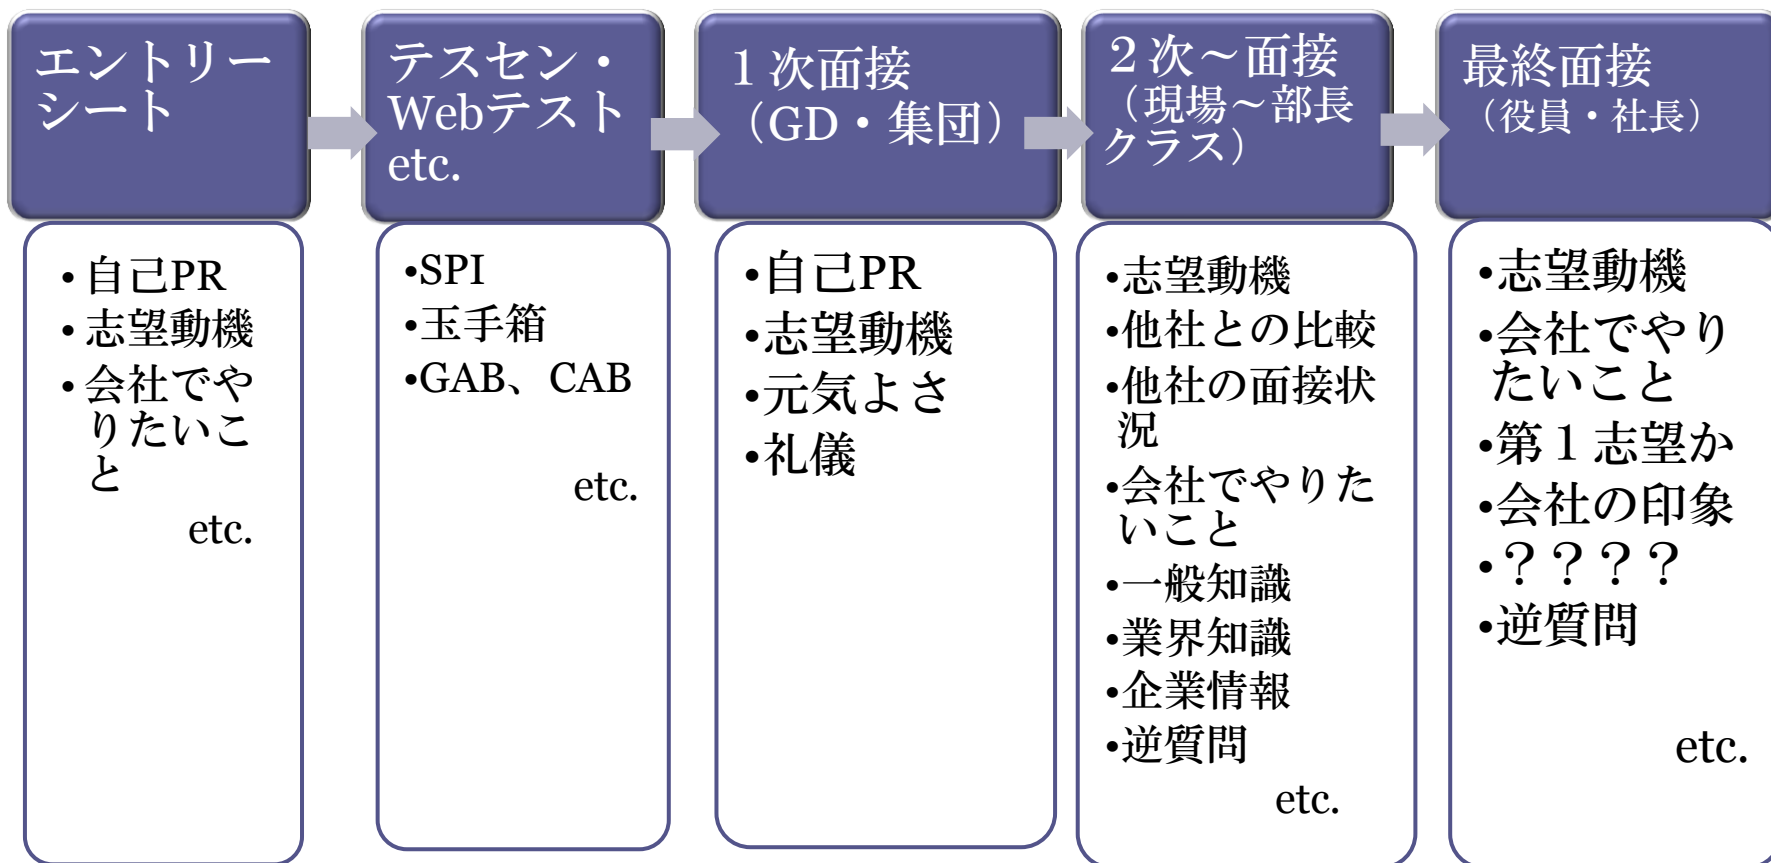 エントリー
シート
テスセン・
Webテスト
etc.
１次面接
（GD・集団）
２次～面接
（現場～部長
クラス）
最終面接
（役員・社長）
•自己PR
•志望動機
•会社でや
りたいこ
と
etc.
•SPI
•玉手箱
•GAB、CAB
etc.
•自己PR
•志望動機
•元気よさ
•礼儀
•志望動機
•他社との比較
•他社の面接状
況
•会社でやりた
いこと
•一般知識
•業界知識
•企業情報
•逆質問
etc.
•志望動機
•会社でやり
たいこと
•第１志望か
•会社の印象
•？？？？
•逆質問
etc.